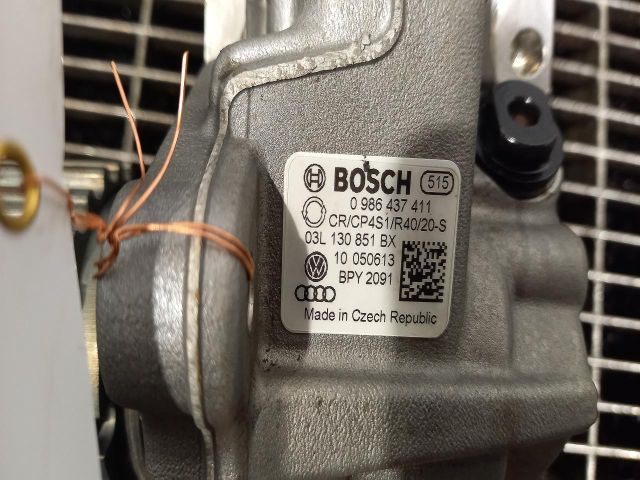 BOSCH 515
0 986 437 411
CR/CP4S1/R40/20-S
03L 130 851 BX
10 050613
BPY 2091
Made in Czech Republic